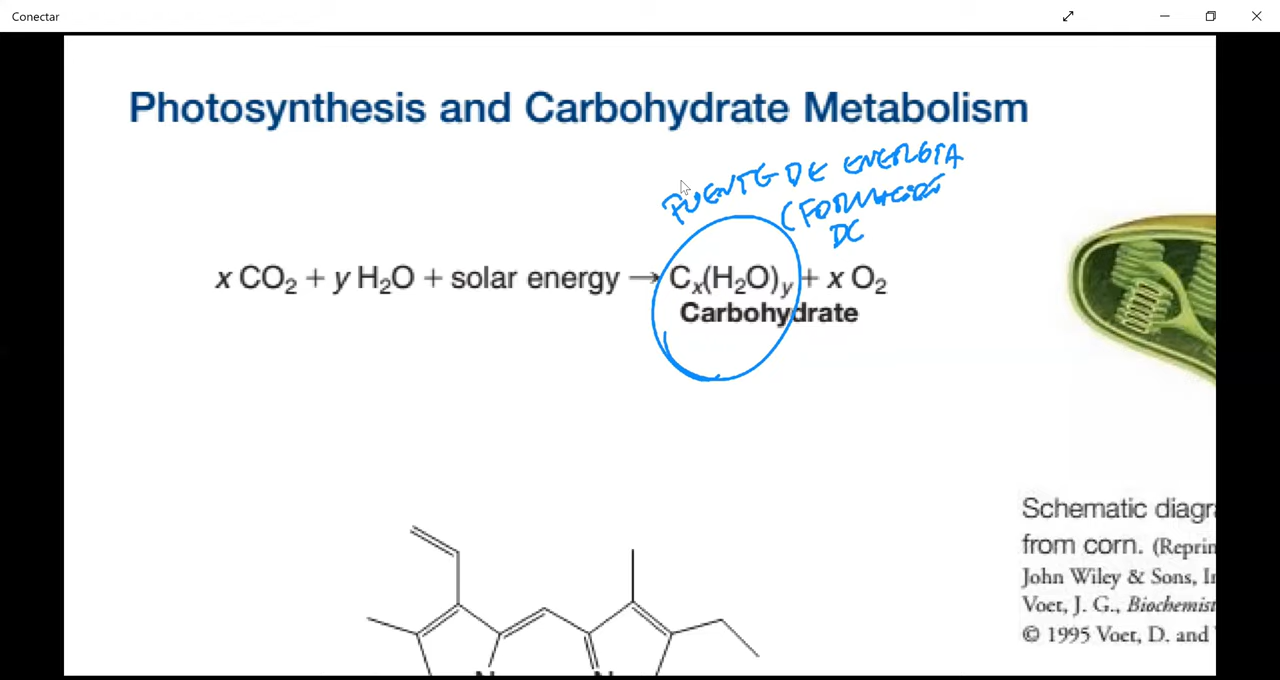 Conectar
Photosynthesis and Carbohydrate Metabolism
FUENTE DE ENERGIA
(FORMACIÓN
DE
x CO₂ + y H₂O + solar energy → Cₓ(H₂O)ᵧ + x O₂
Carbohydrate
Schematic diagr
from corn. (Reprin
John Wiley & Sons, In
Voet, J. G., Biochemist
© 1995 Voet, D. and
N
N